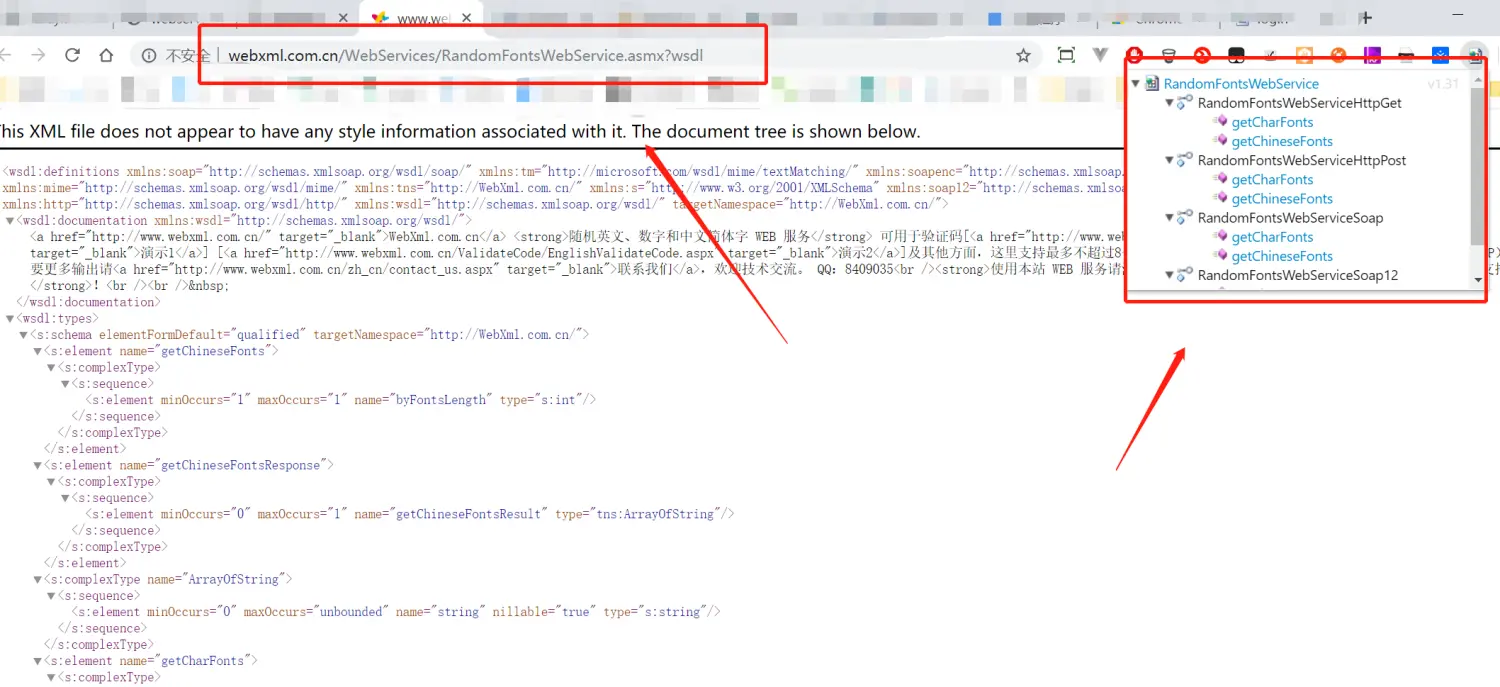 www.we
不安全 | webxml.com.cn/WebServices/RandomFontsWebService.asmx?wsdl
RandomFontsWebService v1.31
RandomFontsWebServiceHttpGet
getCharFonts
getChineseFonts
RandomFontsWebServiceHttpPost
getCharFonts
getChineseFonts
RandomFontsWebServiceSoap
getCharFonts
getChineseFonts
RandomFontsWebServiceSoap12
his XML file does not appear to have any style information associated with it. The document tree is shown below.
<wsdl:definitions xmlns:soap="http://schemas.xmlsoap.org/wsdl/soap/" xmlns:tm="http://microsoft.com/wsdl/mime/textMatching/" xmlns:soapenc="http://schemas.xmlsoap.
xmlns:mime="http://schemas.xmlsoap.org/wsdl/mime/" xmlns:tns="http://WebXml.com.cn/" xmlns:s="http://www.w3.org/2001/XMLSchema" xmlns:soap12="http://schemas.xmlso
xmlns:http="http://schemas.xmlsoap.org/wsdl/http/" xmlns:wsdl="http://schemas.xmlsoap.org/wsdl/" targetNamespace="http://WebXml.com.cn/">
▼<wsdl:documentation xmlns:wsdl="http://schemas.xmlsoap.org/wsdl/">
<a href="http://www.webxml.com.cn/" target="_blank">WebXml.com.cn</a> <strong>随机英文、数字和中文简体字 WEB 服务</strong> 可用于验证码[<a href="http://www.we
target="_blank">演示1</a>] [<a href="http://www.webxml.com.cn/ValidateCode/EnglishValidateCode.aspx" target="_blank">演示2</a>]及其他方面，这里支持最多不超过8
要更多输出请<a href="http://www.webxml.com.cn/zh_cn/contact_us.aspx" target="_blank">联系我们</a>，欢迎技术交流。 QQ：8409035<br /><strong>使用本站 WEB 服务请
</strong>！<br /><br />&nbsp;
</wsdl:documentation>
▼<wsdl:types>
▼<s:schema elementFormDefault="qualified" targetNamespace="http://WebXml.com.cn/">
▼<s:element name="getChineseFonts">
▼<s:complexType>
▼<s:sequence>
<s:element minOccurs="1" maxOccurs="1" name="byFontsLength" type="s:int"/>
</s:sequence>
</s:complexType>
</s:element>
▼<s:element name="getChineseFontsResponse">
▼<s:complexType>
▼<s:sequence>
<s:element minOccurs="0" maxOccurs="1" name="getChineseFontsResult" type="tns:ArrayOfString"/>
</s:sequence>
</s:complexType>
</s:element>
▼<s:complexType name="ArrayOfString">
▼<s:sequence>
<s:element minOccurs="0" maxOccurs="unbounded" name="string" nillable="true" type="s:string"/>
</s:sequence>
</s:complexType>
▼<s:element name="getCharFonts">
▼<s:complexType>